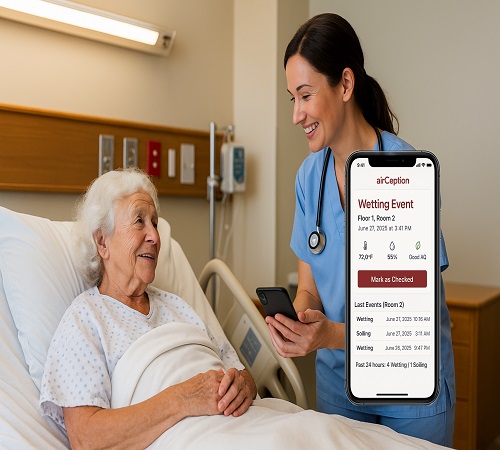 9:41
airCeption
Wetting Event
Floor 1, Room 2
June 27, 2025 at 3:41 PM
72,0°F 55% Good AQ
Mark as Checked
Last Events (Room 2)
Wetting June 27, 2025 10:16 AM
Soiling June 27, 2025 3:11 AM
Wetting June 26, 2025 9:47 PM
Past 24 hours: 4 Wetting | 1 Soiling